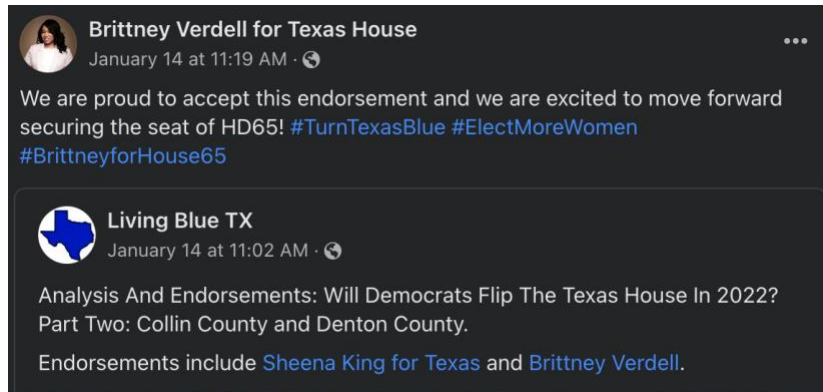 Brittney Verdell for Texas House
January 14 at 11:19 AM ·
We are proud to accept this endorsement and we are excited to move forward
securing the seat of HD65! #TurnTexasBlue #ElectMoreWomen
#BrittneyforHouse65
Living Blue TX
January 14 at 11:02 AM ·
Analysis And Endorsements: Will Democrats Flip The Texas House In 2022?
Part Two: Collin County and Denton County.
Endorsements include Sheena King for Texas and Brittney Verdell.